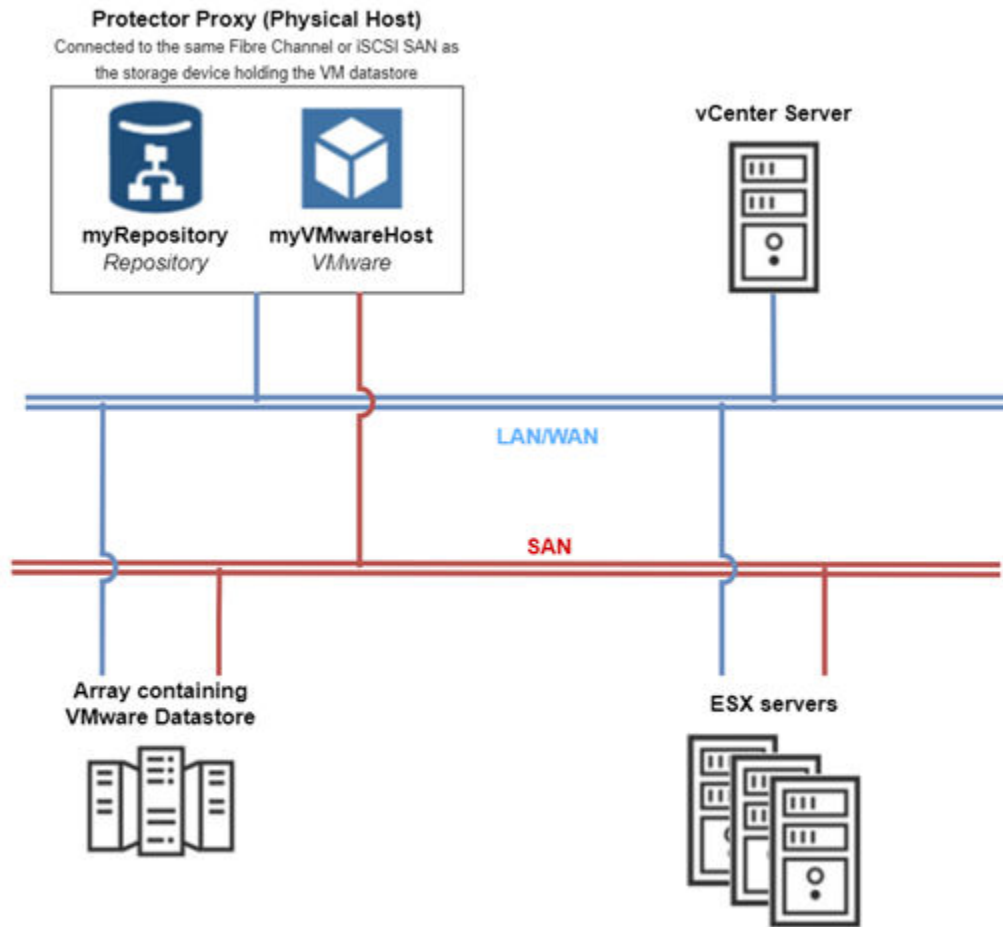 Protector Proxy (Physical Host)
Connected to the same Fibre Channel or iSCSI SAN as
the storage device holding the VM datastore
myRepository
Repository
myVMwareHost
VMware
vCenter Server
LAN/WAN
SAN
Array containing
VMware Datastore
ESX servers